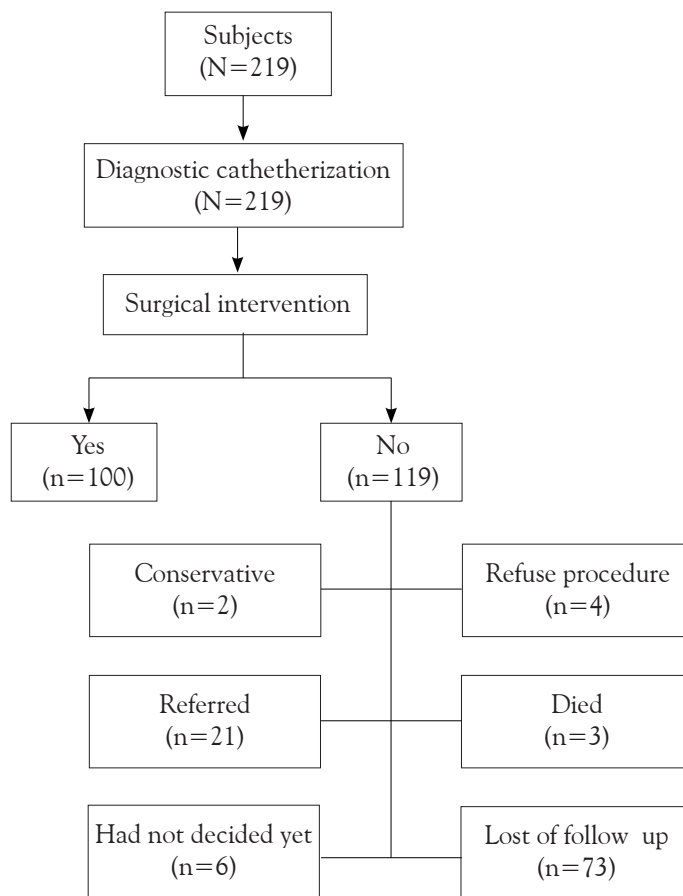 Subjects
(N=219)
Diagnostic cathetherization
(N=219)
Surgical intervention
Yes
(n=100)
No
(n=119)
Conservative
(n=2)
Refuse procedure
(n=4)
Referred
(n=21)
Died
(n=3)
Had not decided yet
(n=6)
Lost of follow up
(n=73)